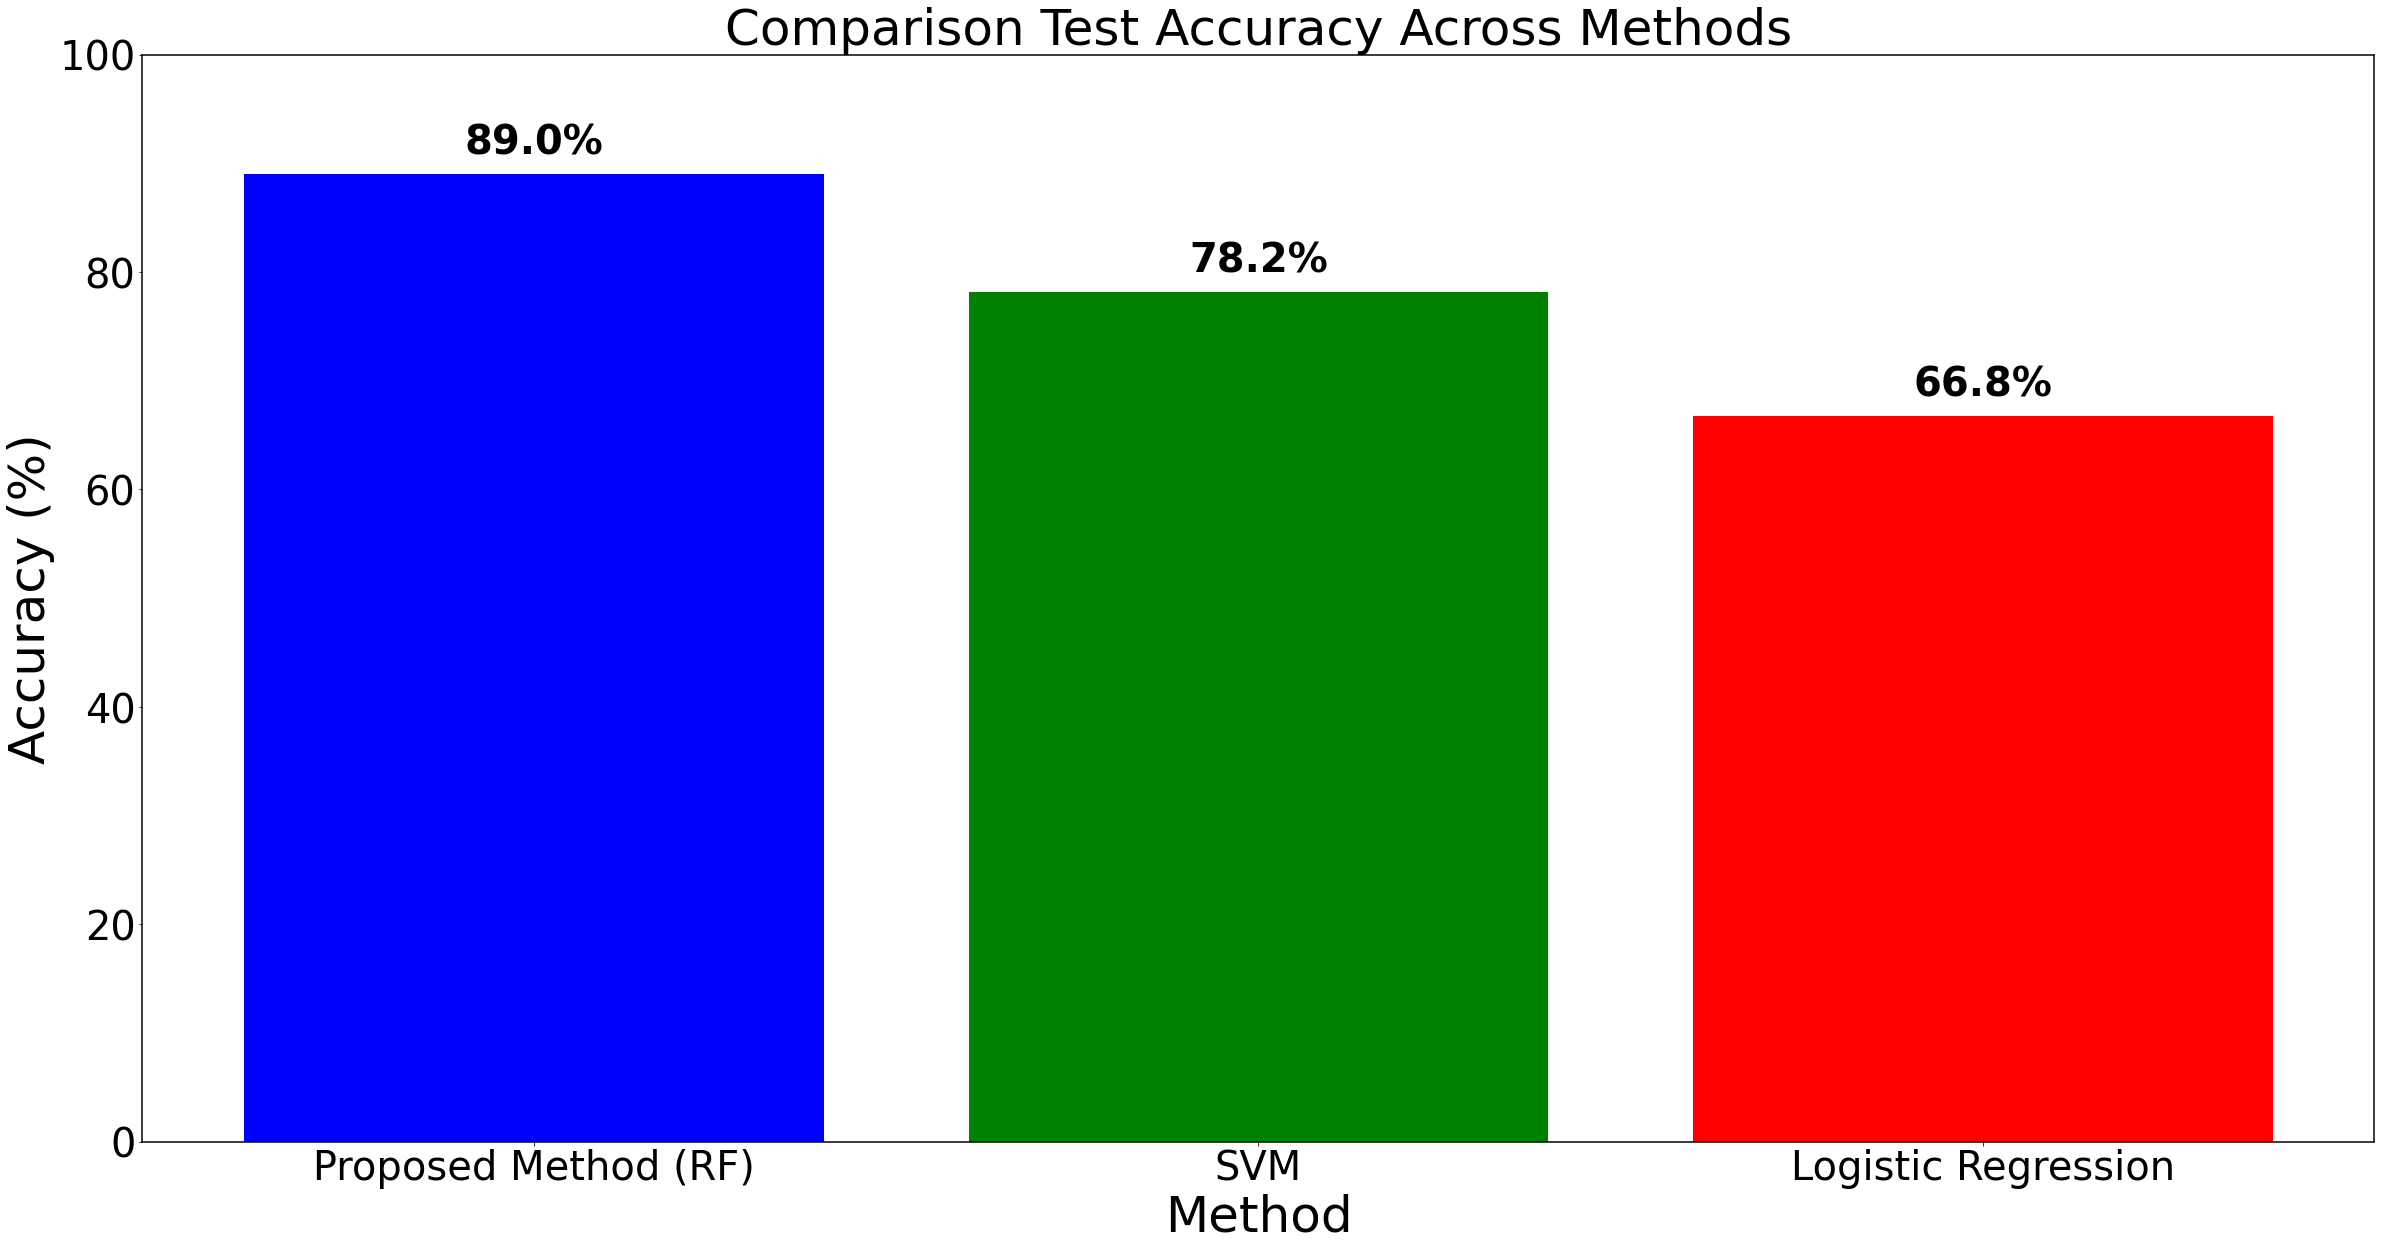 Comparison Test Accuracy Across Methods
100
80
60
40
20
0
Accuracy (%)
89.0%
78.2%
66.8%
Proposed Method (RF)
SVM
Logistic Regression
Method